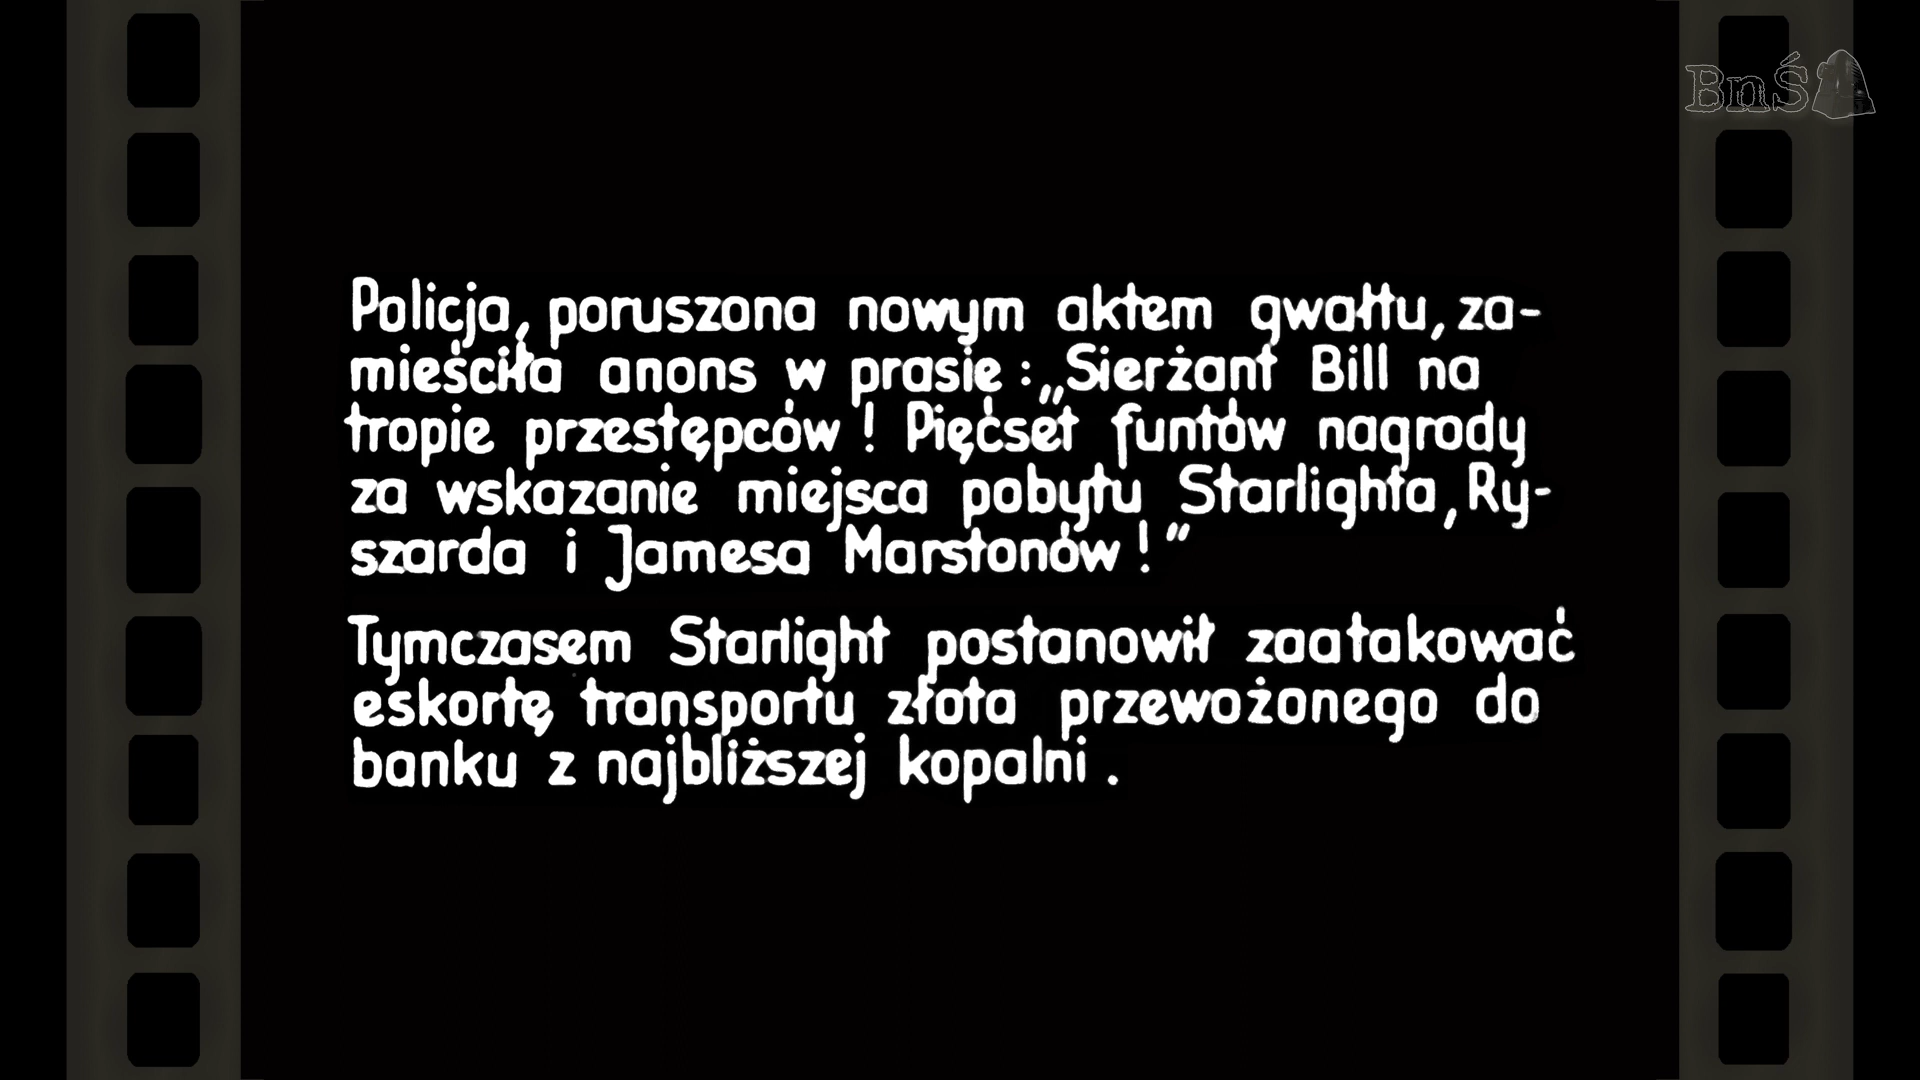 BnŚ
Policja, poruszona nowym aktem gwałtu, za-
mieściła anons w prasie : „Sierżant Bill na
tropie przestępców ! Pięćset funtów nagrody
za wskazanie miejsca pobytu Starlighta, Ry-
szarda i Jamesa Marstonów ! ”
Tymczasem Starlight postanowił zaatakować
eskortę transportu złota przewożonego do
banku z najbliższej kopalni .